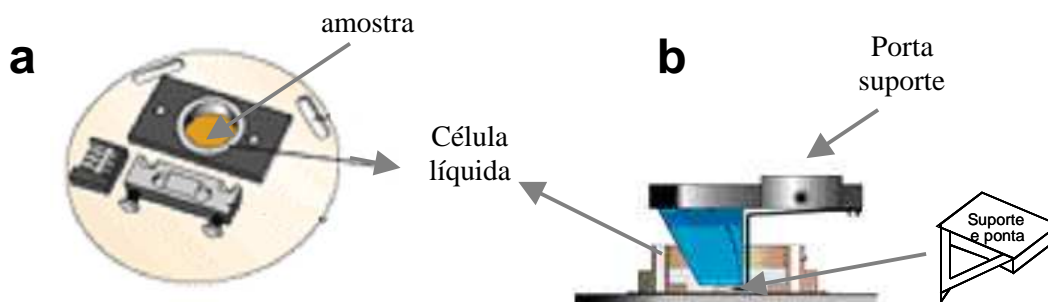 a
amostra
Célula
líquida
b
Porta
suporte
Suporte
e ponta